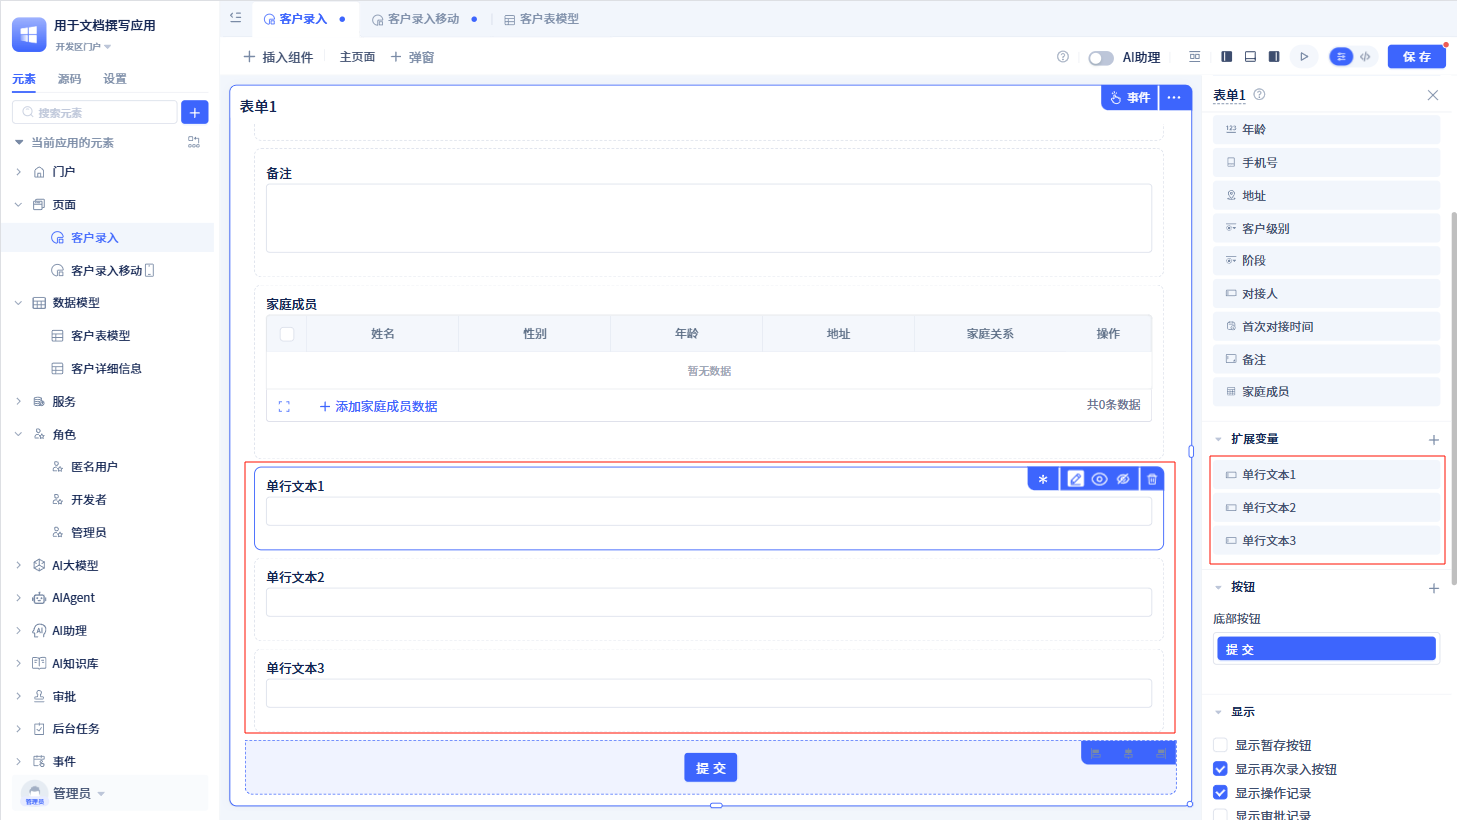 用于文档撰写应用
开发区门户
元素 源码 设置
搜索元素
当前应用的元素
门户
页面
客户录入
客户录入移动
数据模型
客户表模型
客户详细信息
服务
角色
匿名用户
开发者
管理员
AI大模型
AIAgent
AI助理
AI知识库
审批
后台任务
事件
管理员
管理员
客户录入 客户录入移动 客户表模型
插入组件 主页面 弹窗
AI助理
保存
表单1
事件
备注
家庭成员
姓名 性别 年龄 地址 家庭关系 操作
暂无数据
添加家庭成员数据
共0条数据
单行文本1
单行文本2
单行文本3
提交
表单1
年龄
手机号
地址
客户级别
阶段
对接人
首次对接时间
备注
家庭成员
扩展变量
单行文本1
单行文本2
单行文本3
按钮
底部按钮
提交
显示
显示暂存按钮
显示再次录入按钮
显示操作记录
显示审批记录